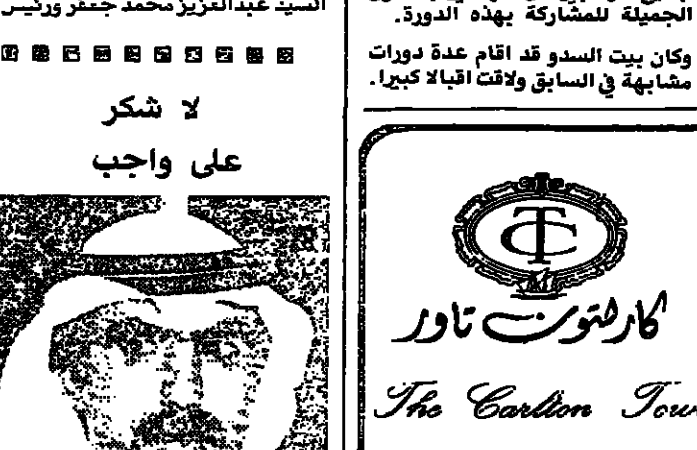 الجميلة للمشاركة بهذه الدورة.
وكان بيت السدو قد اقام عدة دورات
مشابهة في السابق ولاقت اقبالا كبيرا.
كارلتون تاور
The Carlton
السيد عبدالعزيز محمد جعفر ورئيس
لا شكر
على واجب